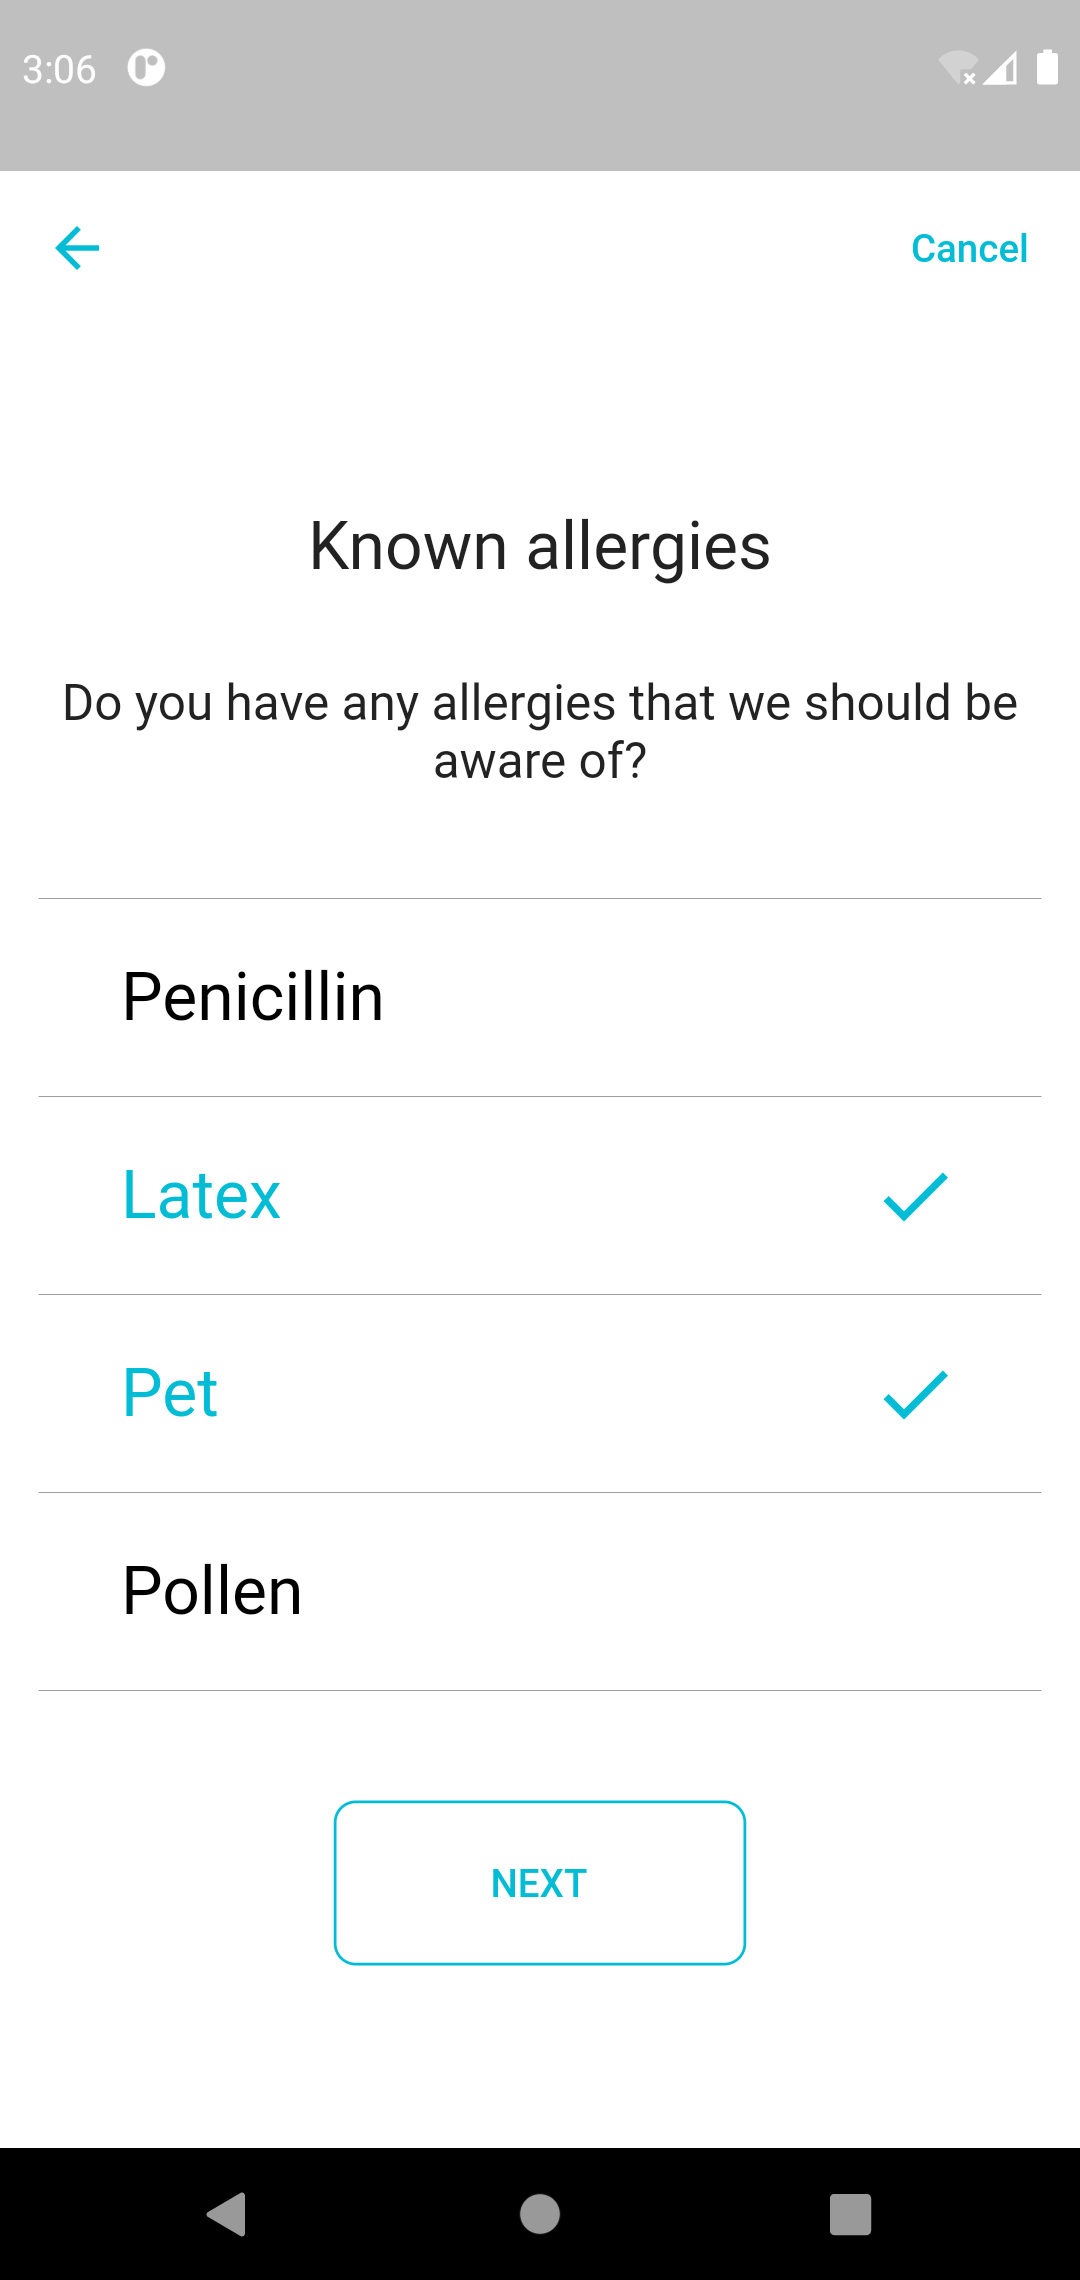 3:06
Cancel
Known allergies
Do you have any allergies that we should be
aware of?
Penicillin
Latex
Pet
Pollen
NEXT